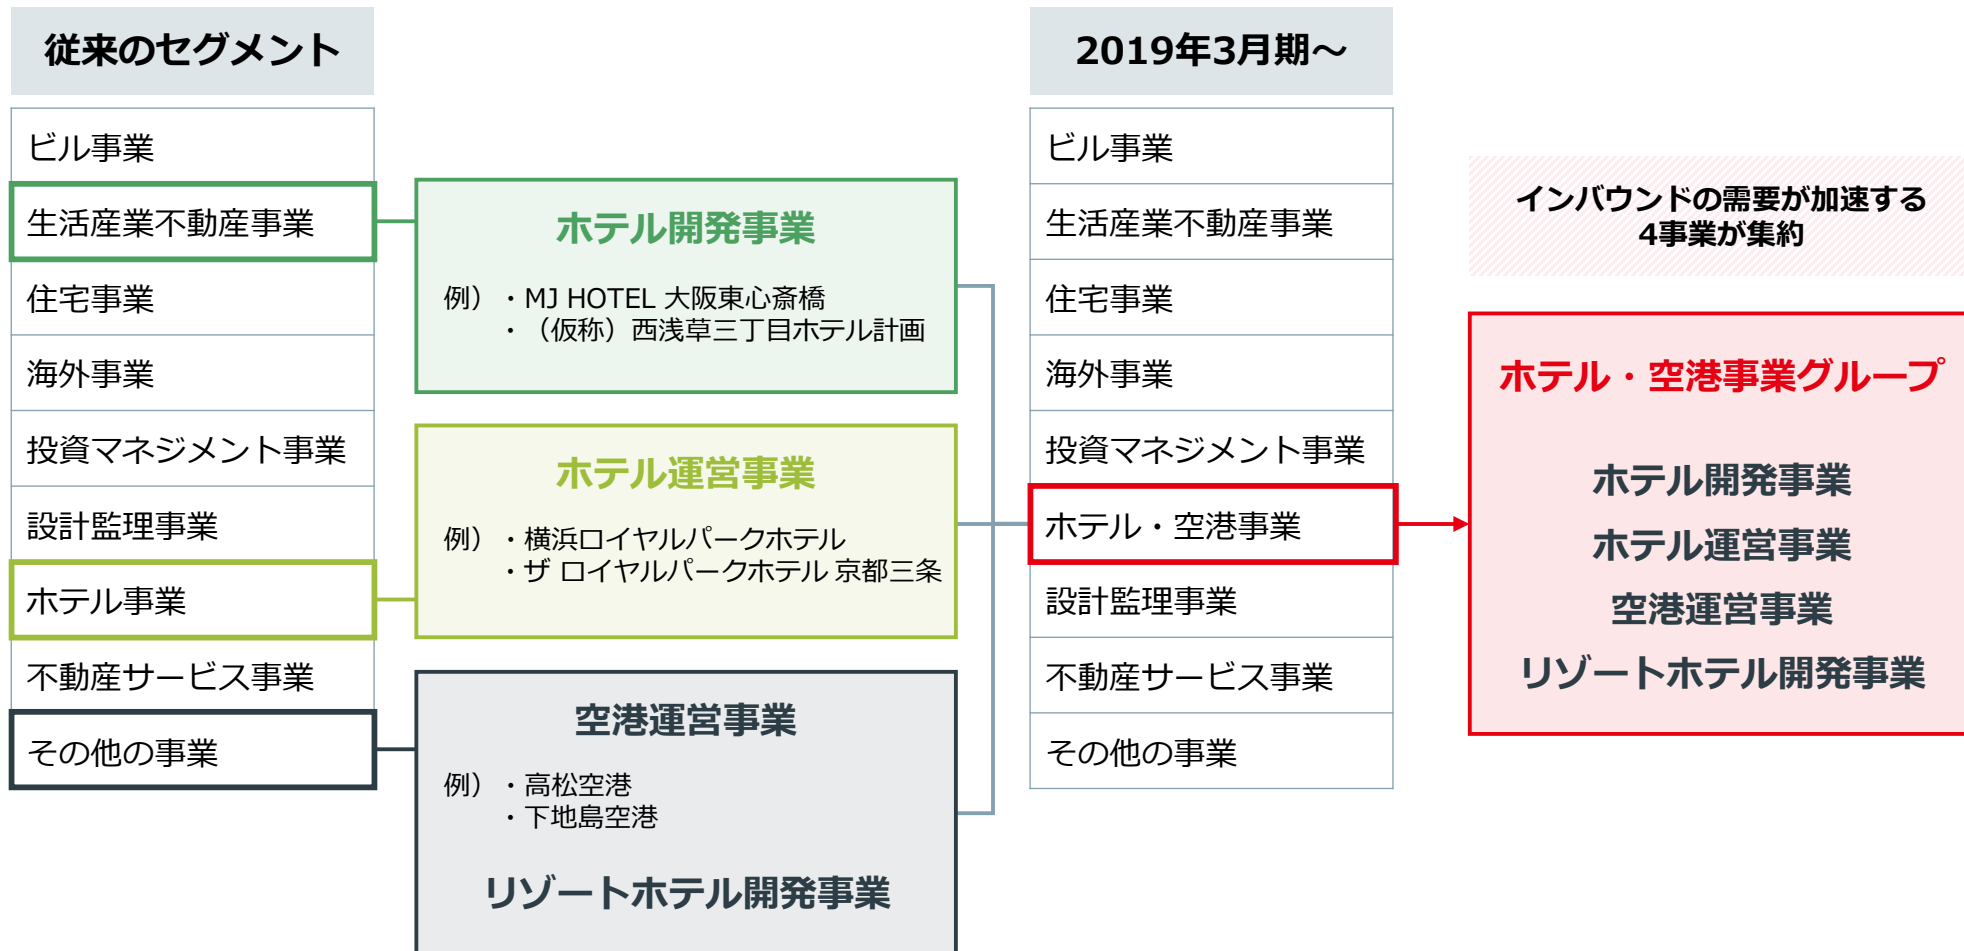 従来のセグメント
ビル事業
生活産業不動産事業
住宅事業
海外事業
投資マネジメント事業
設計監理事業
ホテル事業
不動産サービス事業
その他の事業
ホテル開発事業
例）・MJ HOTEL 大阪東心斎橋
・（仮称）西浅草三丁目ホテル計画
ホテル運営事業
例）・横浜ロイヤルパークホテル
・ザ ロイヤルパークホテル 京都三条
空港運営事業
例）・高松空港
・下地島空港
リゾートホテル開発事業
2019年3月期～
ビル事業
生活産業不動産事業
住宅事業
海外事業
投資マネジメント事業
ホテル・空港事業
設計監理事業
不動産サービス事業
その他の事業
インバウンドの需要が加速する
4事業が集約
ホテル・空港事業グループ
ホテル開発事業
ホテル運営事業
空港運営事業
リゾートホテル開発事業